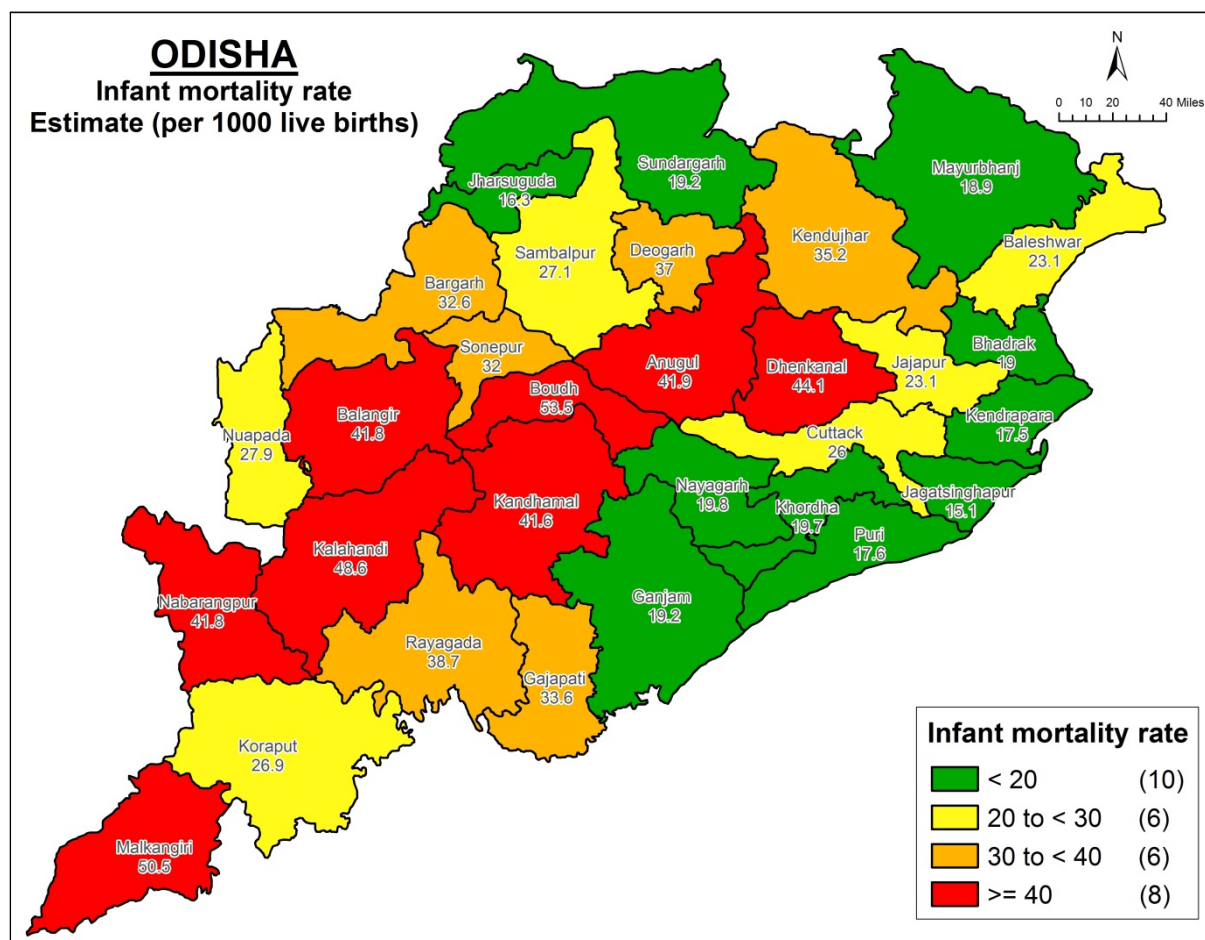 ODISHA
Infant mortality rate
Estimate (per 1000 live births)
N
0 10 20 40 Miles
Sundargarh
19.2
Mayurbhanj
18.9
Jharsuguda
16.3
Kendujhar
35.2
Baleshwar
23.1
Sambalpur
27.1
Deogarh
37
Bargarh
32.6
Sonepur
32
Bhadrak
19
Anugul
41.9
Dhenkanal
44.1
Jajapur
23.1
Boudh
53.5
Balangir
41.8
Kendrapara
17.5
Nuapada
27.9
Cuttack
26
Kandhamal
41.6
Nayagarh
19.8
Khordha
19.7
Jagatsinghapur
15.1
Puri
17.6
Kalahandi
48.6
Nabarangpur
41.8
Ganjam
19.2
Rayagada
38.7
Gajapati
33.6
Koraput
26.9
Malkangiri
50.5
Infant mortality rate
< 20 (10)
20 to < 30 (6)
30 to < 40 (6)
>= 40 (8)